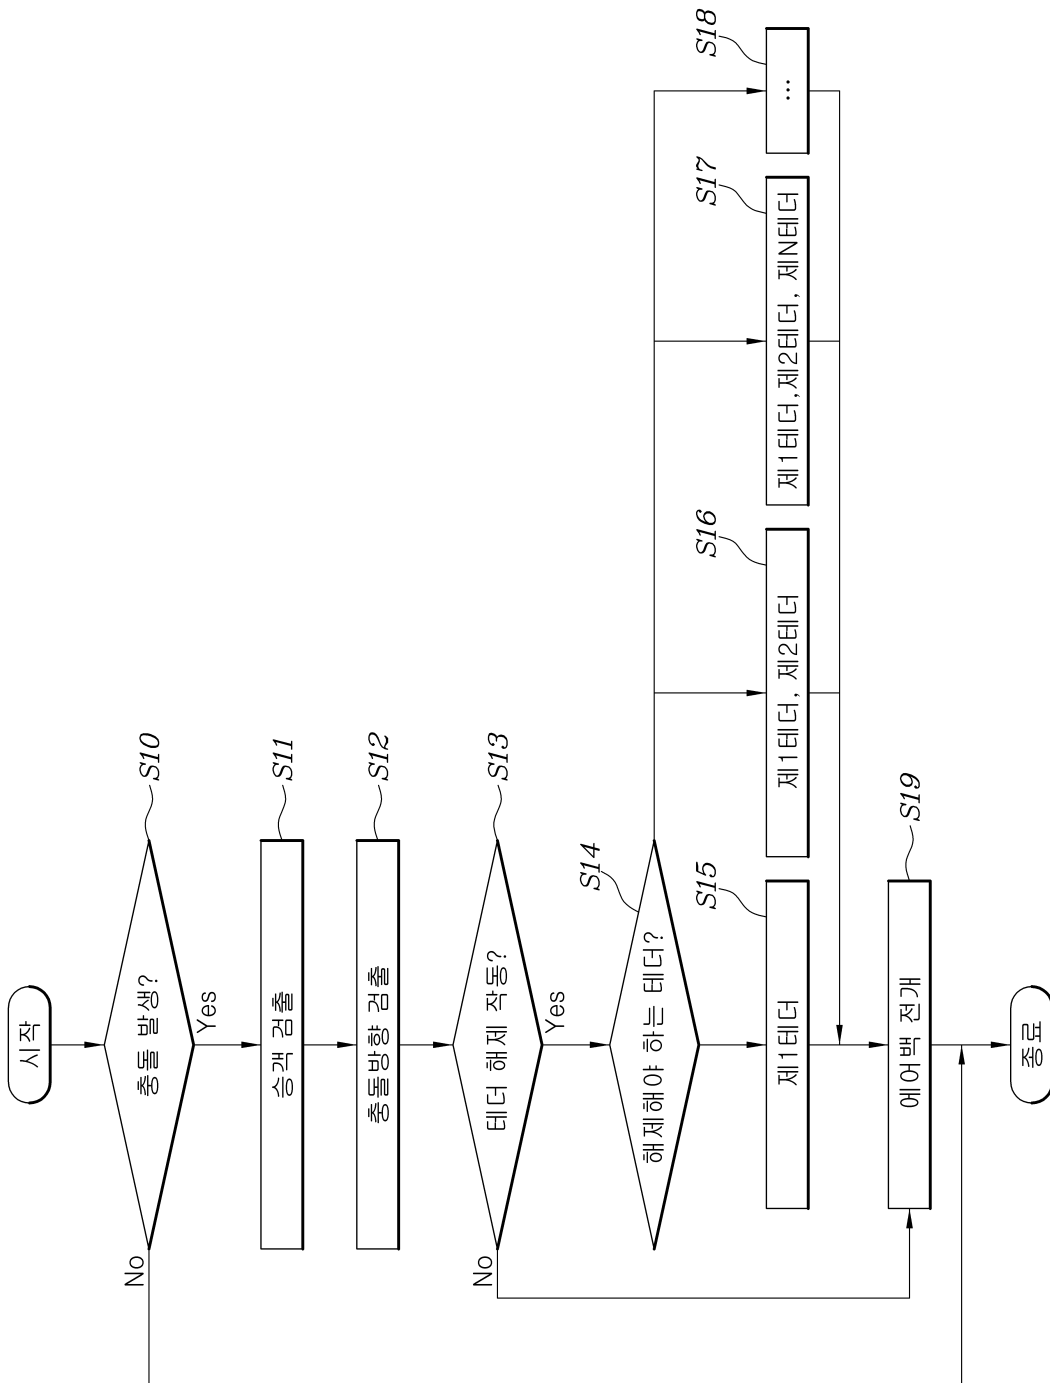 시작
충돌 발생?
S10
Yes
No
승객 검출
S11
충돌방향 검출
S12
테더 해제 작동?
S13
Yes
No
해제해야 하는 테더?
S14
제1테더
S15
제1테더, 제2테더
S16
제1테더,제2테더, 제N테더
S17
...
S18
에어백 전개
S19
종료